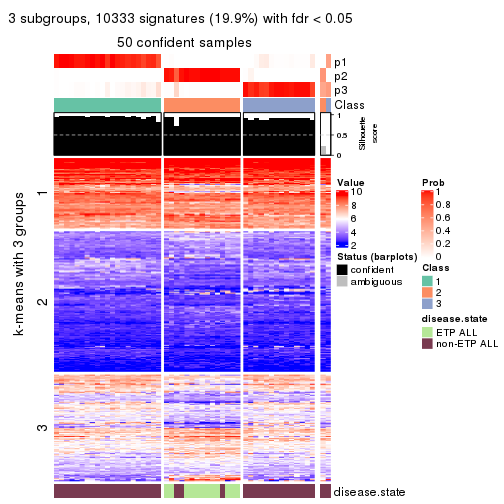 3 subgroups, 10333 signatures (19.9%) with fdr < 0.05
50 confident samples
p1
p2
p3
Class
1
0.5
0
Silhouette
score
k-means with 3 groups
1
2
3
disease.state
Value
10
8
6
4
2
Status (barplots)
confident
ambiguous
Prob
1
0.8
0.6
0.4
0.2
0
Class
1
2
3
disease.state
ETP ALL
non-ETP ALL